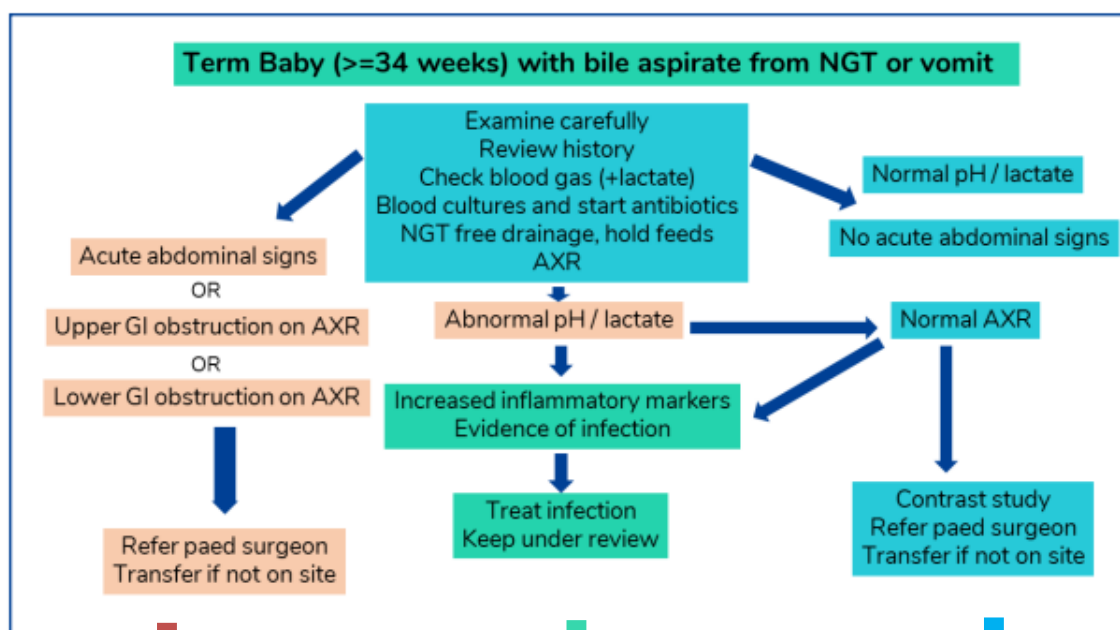 Term Baby (>=34 weeks) with bile aspirate from NGT or vomit
Examine carefully
Review history
Check blood gas (+lactate)
Blood cultures and start antibiotics
NGT free drainage, hold feeds
AXR
Normal pH / lactate
No acute abdominal signs
Acute abdominal signs
OR
Upper GI obstruction on AXR
OR
Lower GI obstruction on AXR
Abnormal pH / lactate
Normal AXR
Increased inflammatory markers
Evidence of infection
Treat infection
Keep under review
Refer paed surgeon
Transfer if not on site
Contrast study
Refer paed surgeon
Transfer if not on site